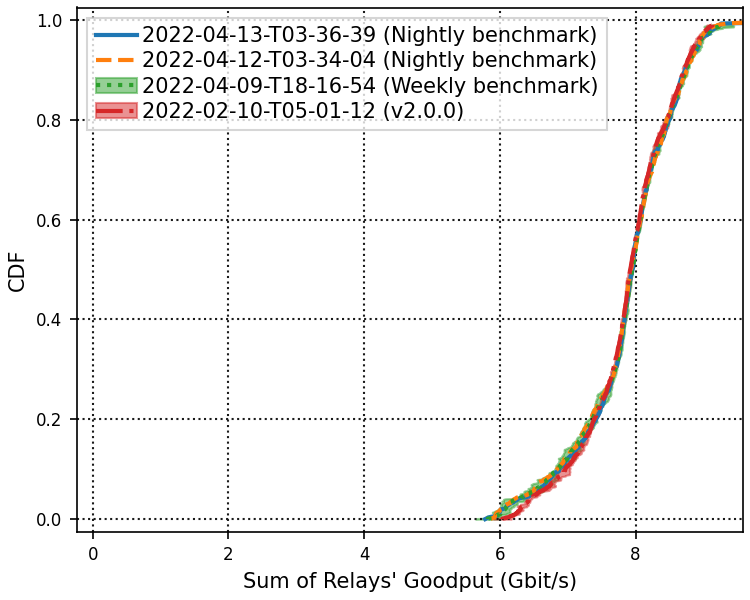 2022-04-13-T03-36-39 (Nightly benchmark)
2022-04-12-T03-34-04 (Nightly benchmark)
2022-04-09-T18-16-54 (Weekly benchmark)
2022-02-10-T05-01-12 (v2.0.0)
1.0
0.8
0.6
0.4
0.2
0.0
CDF
0 2 4 6 8
Sum of Relays' Goodput (Gbit/s)